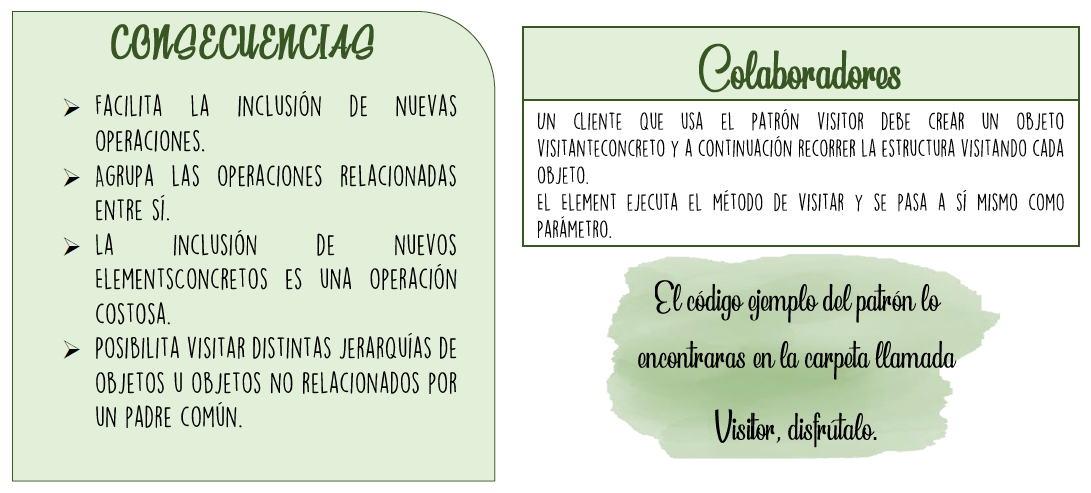 CONSECUENCIAS
FACILITA LA INCLUSIÓN DE NUEVAS
OPERACIONES.
AGRUPA LAS OPERACIONES RELACIONADAS
ENTRE SÍ.
LA INCLUSIÓN DE NUEVOS
ELEMENTSCONCRETOS ES UNA OPERACIÓN
COSTOSA.
POSIBILITA VISITAR DISTINTAS JERARQUÍAS DE
OBJETOS U OBJETOS NO RELACIONADOS POR
UN PADRE COMÚN.
Colaboradores
UN CLIENTE QUE USA EL PATRÓN VISITOR DEBE CREAR UN OBJETO
VISITANTECONCRETO Y A CONTINUACIÓN RECORRER LA ESTRUCTURA VISITANDO CADA
OBJETO.
EL ELEMENT EJECUTA EL MÉTODO DE VISITAR Y SE PASA A SÍ MISMO COMO
PARÁMETRO.
El código ejemplo del patrón lo
encontraras en la carpeta llamada
Visitor, disfrútalo.